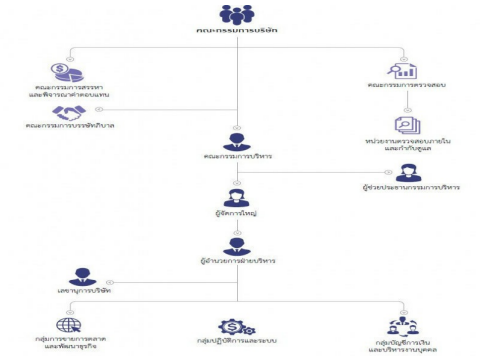 คณะกรรมการบริษัท
คณะกรรมการสรรหา
และพิจารณาค่าตอบแทน
คณะกรรมการตรวจสอบ
คณะกรรมการบรรษัทภิบาล
หน่วยงานตรวจสอบภายใน
และกำกับดูแล
คณะกรรมการบริหาร
ผู้ช่วยประธานกรรมการบริหาร
ผู้จัดการใหญ่
ผู้อำนวยการฝ่ายบริหาร
เลขานุการบริษัท
กลุ่มการขายการตลาด
และพัฒนาธุรกิจ
กลุ่มปฏิบัติการและระบบ
กลุ่มบัญชีการเงิน
และบริหารงานบุคคล